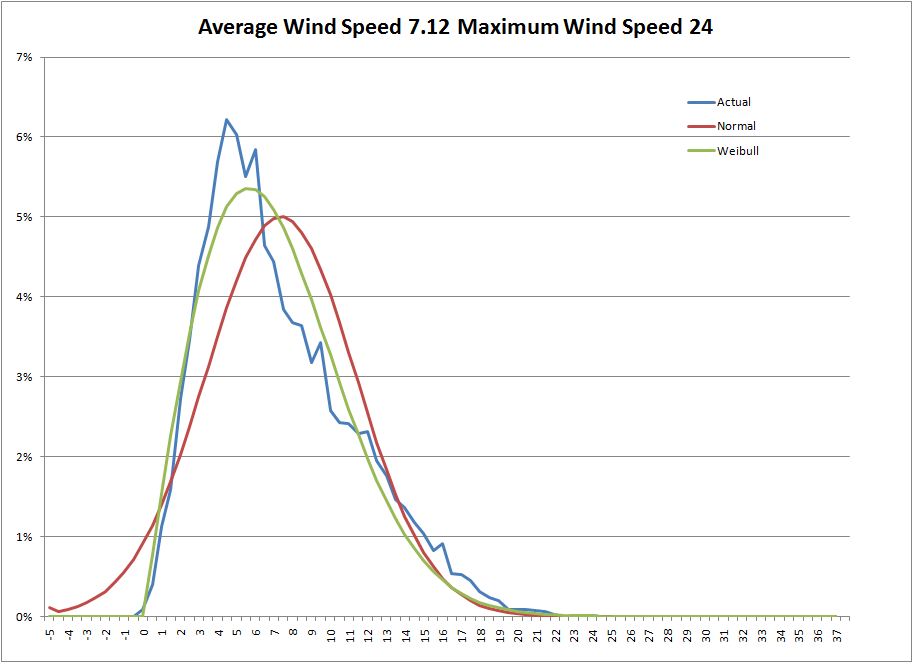 Average Wind Speed 7.12 Maximum Wind Speed 24
7%
Actual
Normal
6%
Weibull
5%
4%
3%
2%
1%
0%
-5 -4 -3 -2 -1 0 1 2 3 4 5 6 7 8 9 10 11 12 13 14 15 16 17 18 19 20 21 22 23 24 25 26 27 28 29 30 31 32 33 34 35 36 37